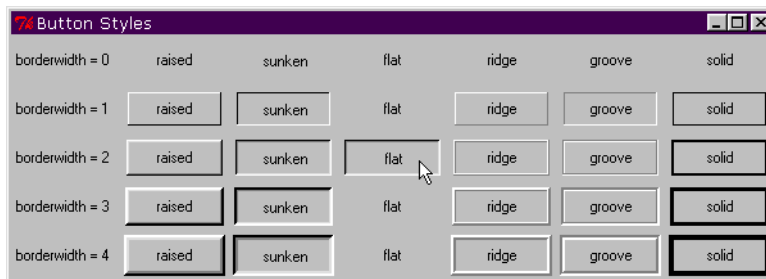 Button Styles
borderwidth = 0 raised sunken flat ridge groove solid
borderwidth = 1 raised sunken flat ridge groove solid
borderwidth = 2 raised sunken flat ridge groove solid
borderwidth = 3 raised sunken flat ridge groove solid
borderwidth = 4 raised sunken flat ridge groove solid